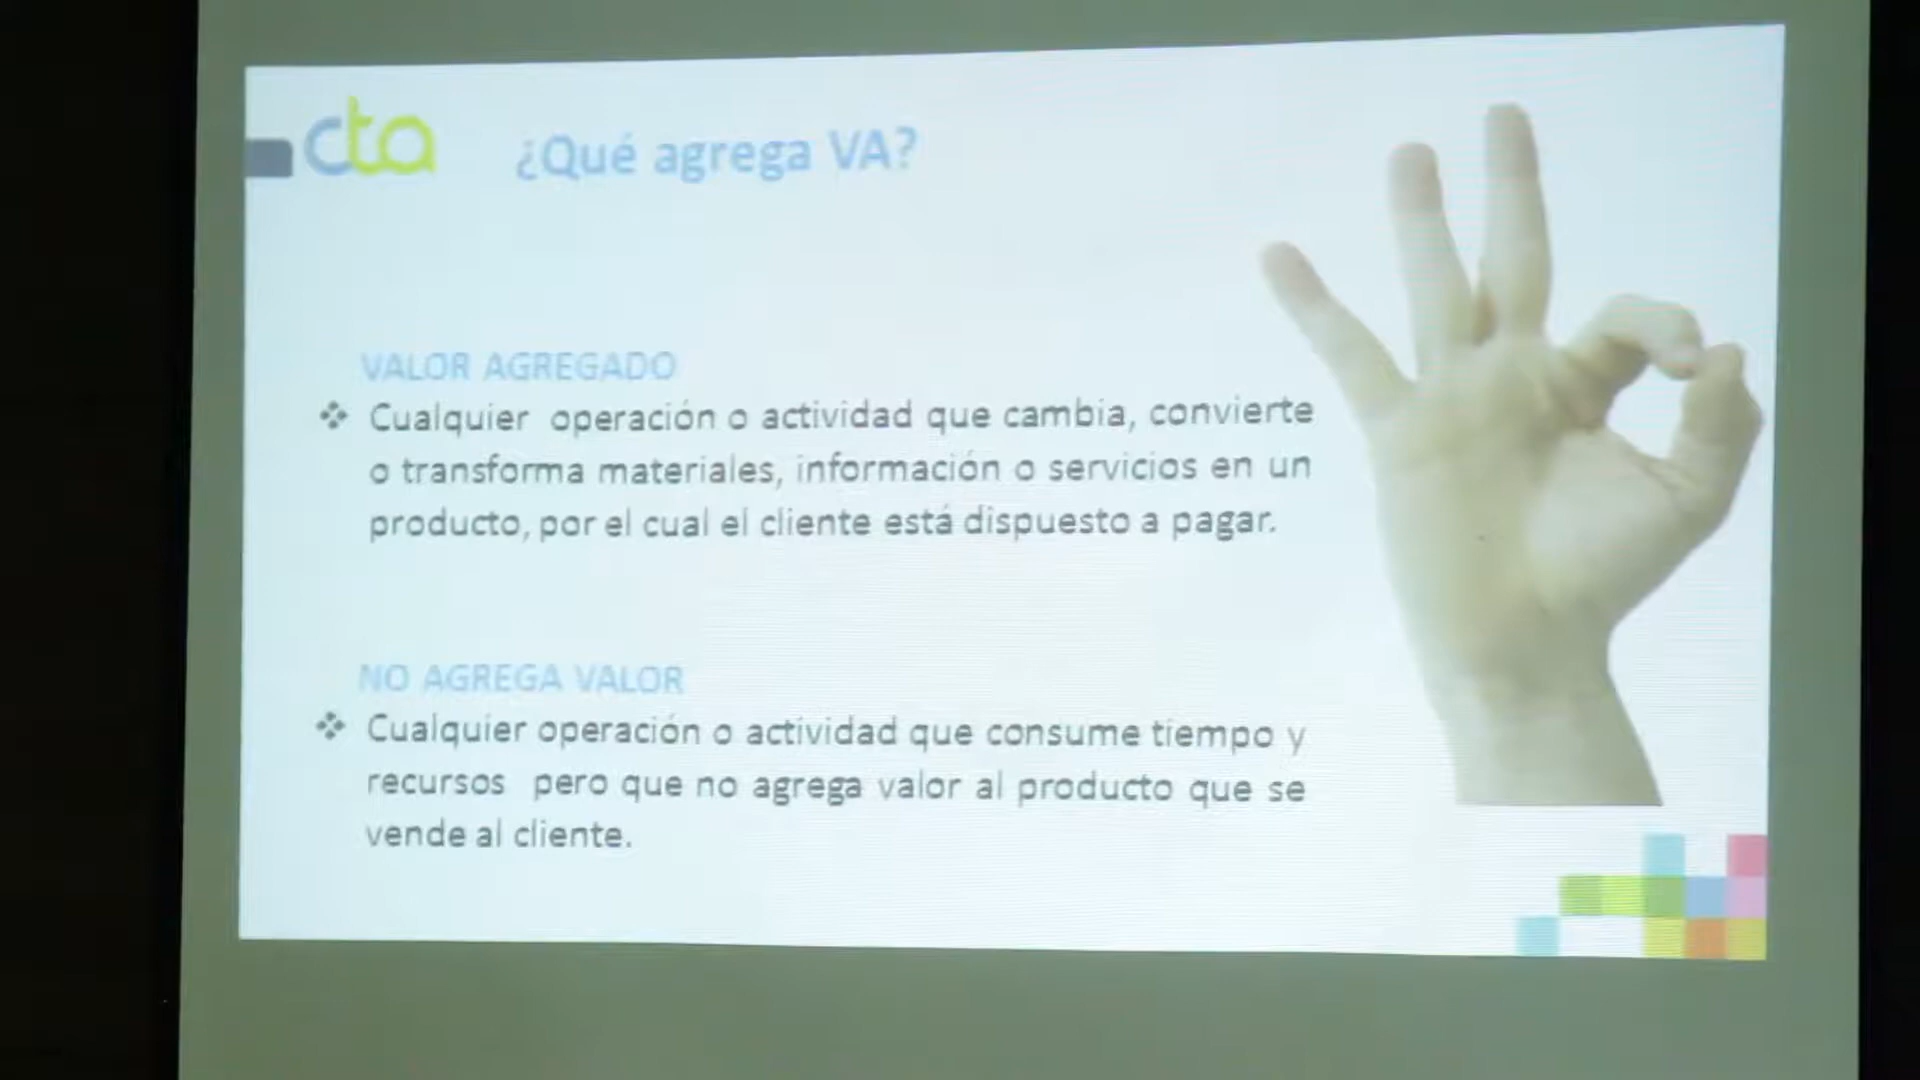 cta
¿Qué agrega VA?
VALOR AGREGADO
❖ Cualquier operación o actividad que cambia, convierte
o transforma materiales, información o servicios en un
producto, por el cual el cliente está dispuesto a pagar.
NO AGREGA VALOR
❖ Cualquier operación o actividad que consume tiempo y
recursos pero que no agrega valor al producto que se
vende al cliente.